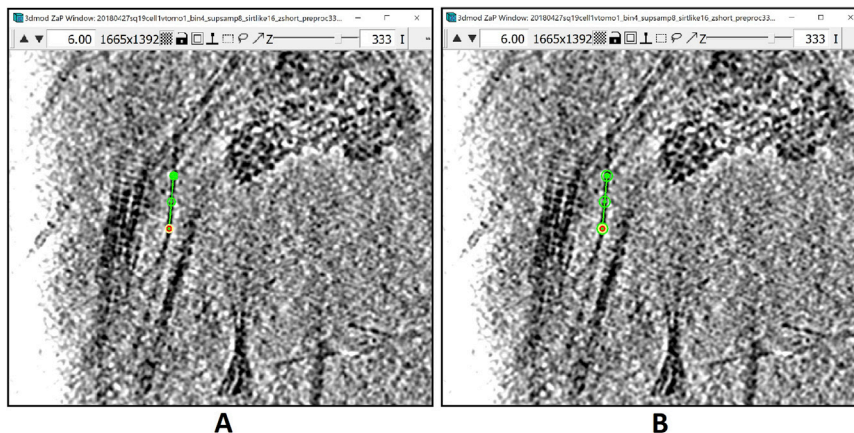 3dmod ZaP Window: 20180427sq19cell1vtomo1_bin4_supsamp8_sirtlike16_zshort_preproc33...
6.00 1665x1392 Z 333 I
3dmod ZaP Window: 20180427sq19cell1vtomo1_bin4_supsamp8_sirtlike16_zshort_preproc33...
6.00 1665x1392 Z 333 I
A
B